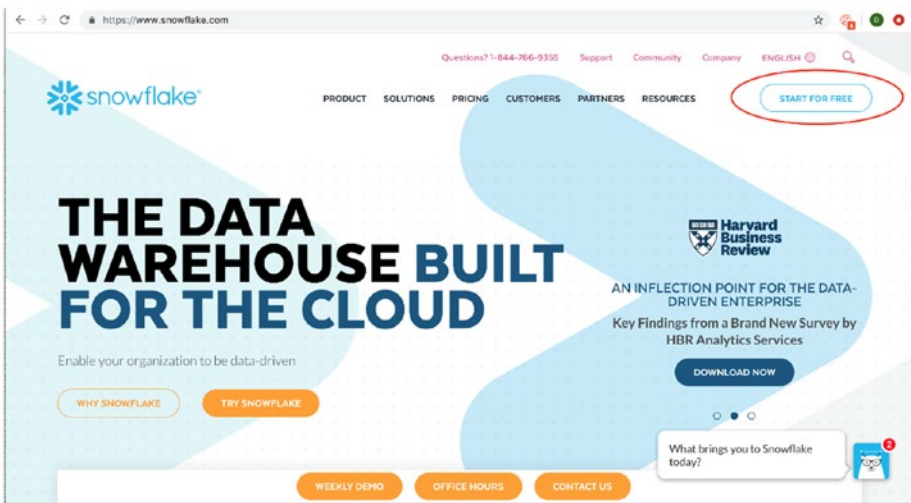 https://www.snowflake.com
Questions? 1-844-766-9355 Support Community Company ENGLISH
snowflake®
PRODUCT SOLUTIONS PRICING CUSTOMERS PARTNERS RESOURCES START FOR FREE
THE DATA
WAREHOUSE BUILT
FOR THE CLOUD
Enable your organization to be data-driven
WHY SNOWFLAKE TRY SNOWFLAKE
Harvard
Business
Review
AN INFLECTION POINT FOR THE DATA-
DRIVEN ENTERPRISE
Key Findings from a Brand New Survey by
HBR Analytics Services
DOWNLOAD NOW
What brings you to Snowflake
today?
2
WEEKLY DEMO OFFICE HOURS CONTACT US